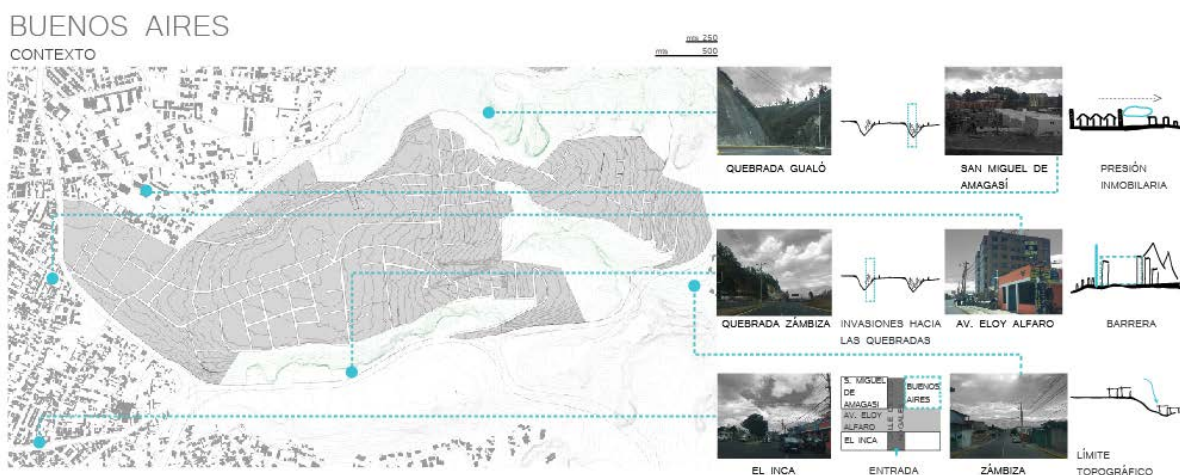 BUENOS AIRES
CONTEXTO
mts 250
mts 500
QUEBRADA GUALÓ
SAN MIGUEL DE
AMAGASÍ
PRESIÓN
INMOBILIARIA
QUEBRADA ZÁMBIZA
INVASIONES HACIA
LAS QUEBRADAS
AV. ELOY ALFARO
BARRERA
S. MIGUEL
DE
AMAGASI
BUENOS
AIRES
AV. ELOY
ALFARO
EL INCA
EL INCA
ENTRADA
ZÁMBIZA
LÍMITE
TOPOGRÁFICO